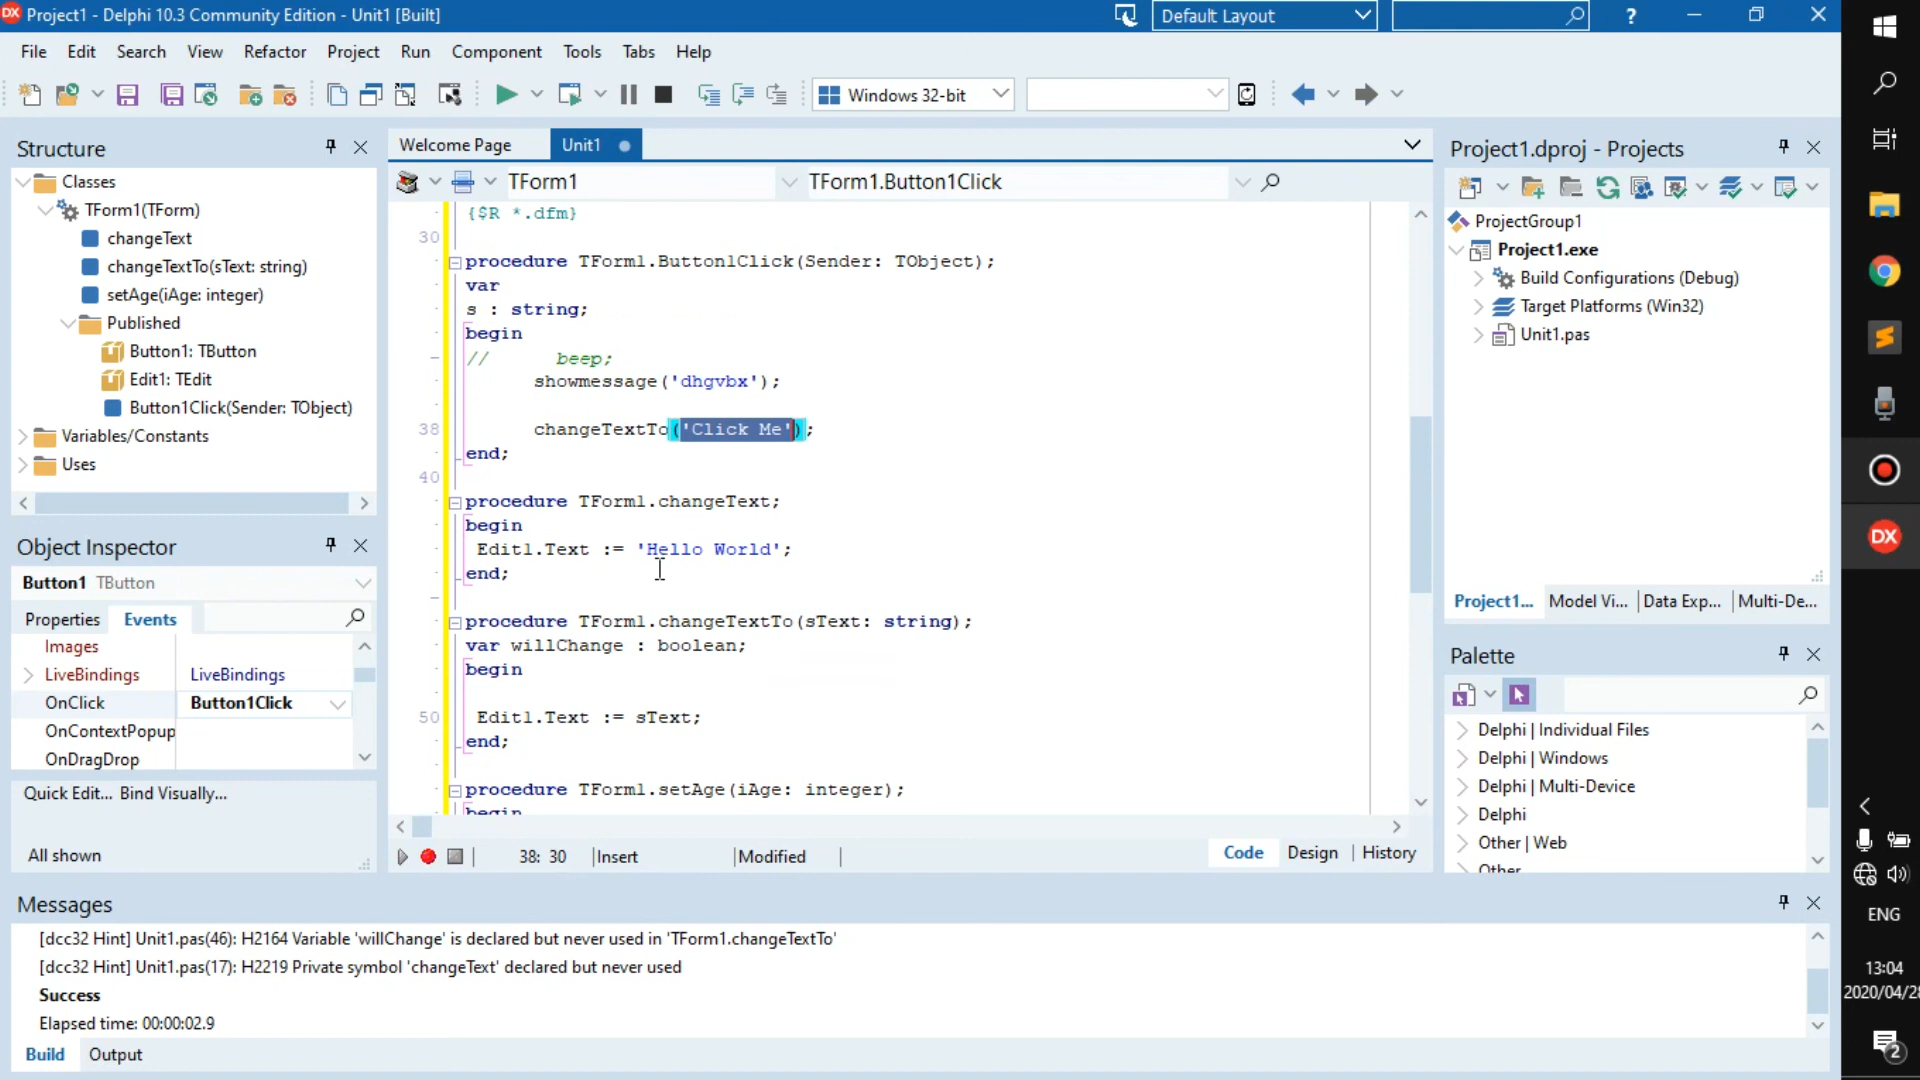 DX Project1 - Delphi 10.3 Community Edition - Unit1 [Built]
Default Layout
?
File Edit Search View Refactor Project Run Component Tools Tabs Help
Windows 32-bit
Structure
Classes
TForm1(TForm)
changeText
changeTextTo(sText: string)
setAge(iAge: integer)
Published
Button1: TButton
Edit1: TEdit
Button1Click(Sender: TObject)
Variables/Constants
Uses
Object Inspector
Button1 TButton
Properties Events
Images
LiveBindings LiveBindings
OnClick Button1Click
OnContextPopup
OnDragDrop
Quick Edit... Bind Visually...
All shown
Welcome Page Unit1
TForm1 TForm1.Button1Click
{$R *.dfm}
30
procedure TForm1.Button1Click(Sender: TObject);
var
s : string;
begin
// beep;
showmessage('dhgvbx');
38 changeTextTo('Click Me');
end;
40
procedure TForm1.changeText;
begin
Edit1.Text := 'Hello World';
end;
procedure TForm1.changeTextTo(sText: string);
var willChange : boolean;
begin
50 Edit1.Text := sText;
end;
procedure TForm1.setAge(iAge: integer);
begin
38: 30 Insert Modified
Code Design History
Project1.dproj - Projects
ProjectGroup1
Project1.exe
Build Configurations (Debug)
Target Platforms (Win32)
Unit1.pas
Project1... Model Vi... Data Exp... Multi-De...
Palette
Delphi | Individual Files
Delphi | Windows
Delphi | Multi-Device
Delphi
Other | Web
Other
Messages
[dcc32 Hint] Unit1.pas(46): H2164 Variable 'willChange' is declared but never used in 'TForm1.changeTextTo'
[dcc32 Hint] Unit1.pas(17): H2219 Private symbol 'changeText' declared but never used
Success
Elapsed time: 00:00:02.9
Build Output
DX
ENG
13:04
2020/04/28
2